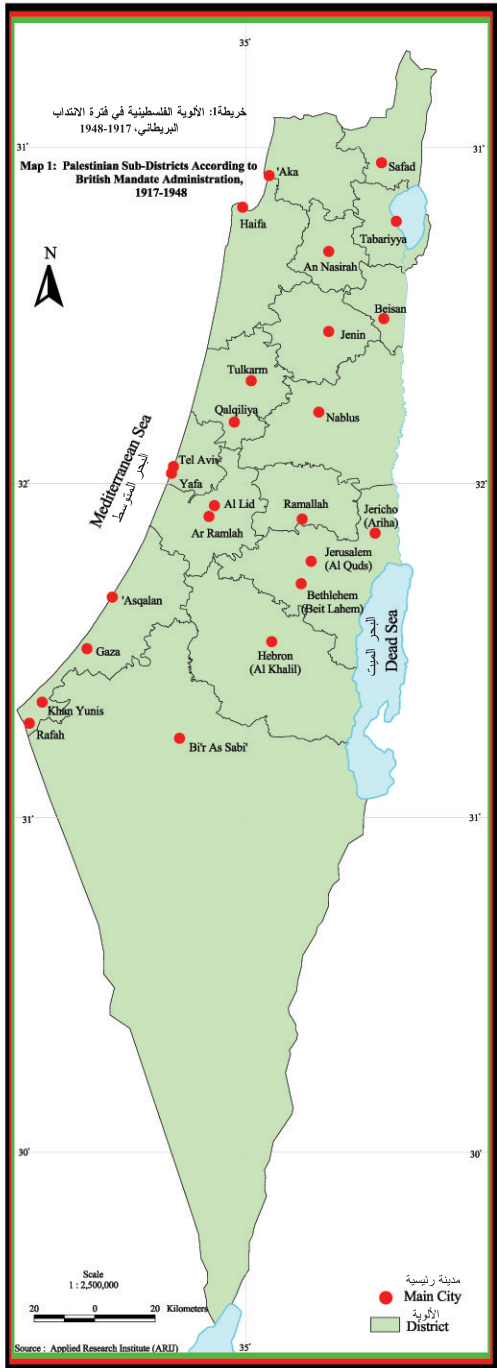 35˚
خريطة1: الألوية الفلسطينية في فترة الانتداب
البريطاني، 1917-1948
31˚
31˚
Map 1: Palestinian Sub-Districts According to
British Mandate Administration,
1917-1948
'Aka
Safad
Haifa
Tabariyya
An Nasirah
N
Beisan
Jenin
Tulkarm
Qalqiliya
Nablus
Mediterranean Sea
البحر المتوسط
Tel Aviv
Yafa
32˚
32˚
Al Lid
Ar Ramlah
Ramallah
Jericho
(Ariha)
Jerusalem
(Al Quds)
Bethlehem
(Beit Lahem)
'Asqalan
Gaza
Hebron
(Al Khalil)
البحر الميت
Dead Sea
Khan Yunis
Rafah
Bi'r As Sabi'
31˚
31˚
30˚
30˚
Scale
1 : 2,500,000
20 0 20 Kilometers
مدينة رئيسية
Main City
الألوية
District
Source : Applied Research Institute (ARIJ)
35˚